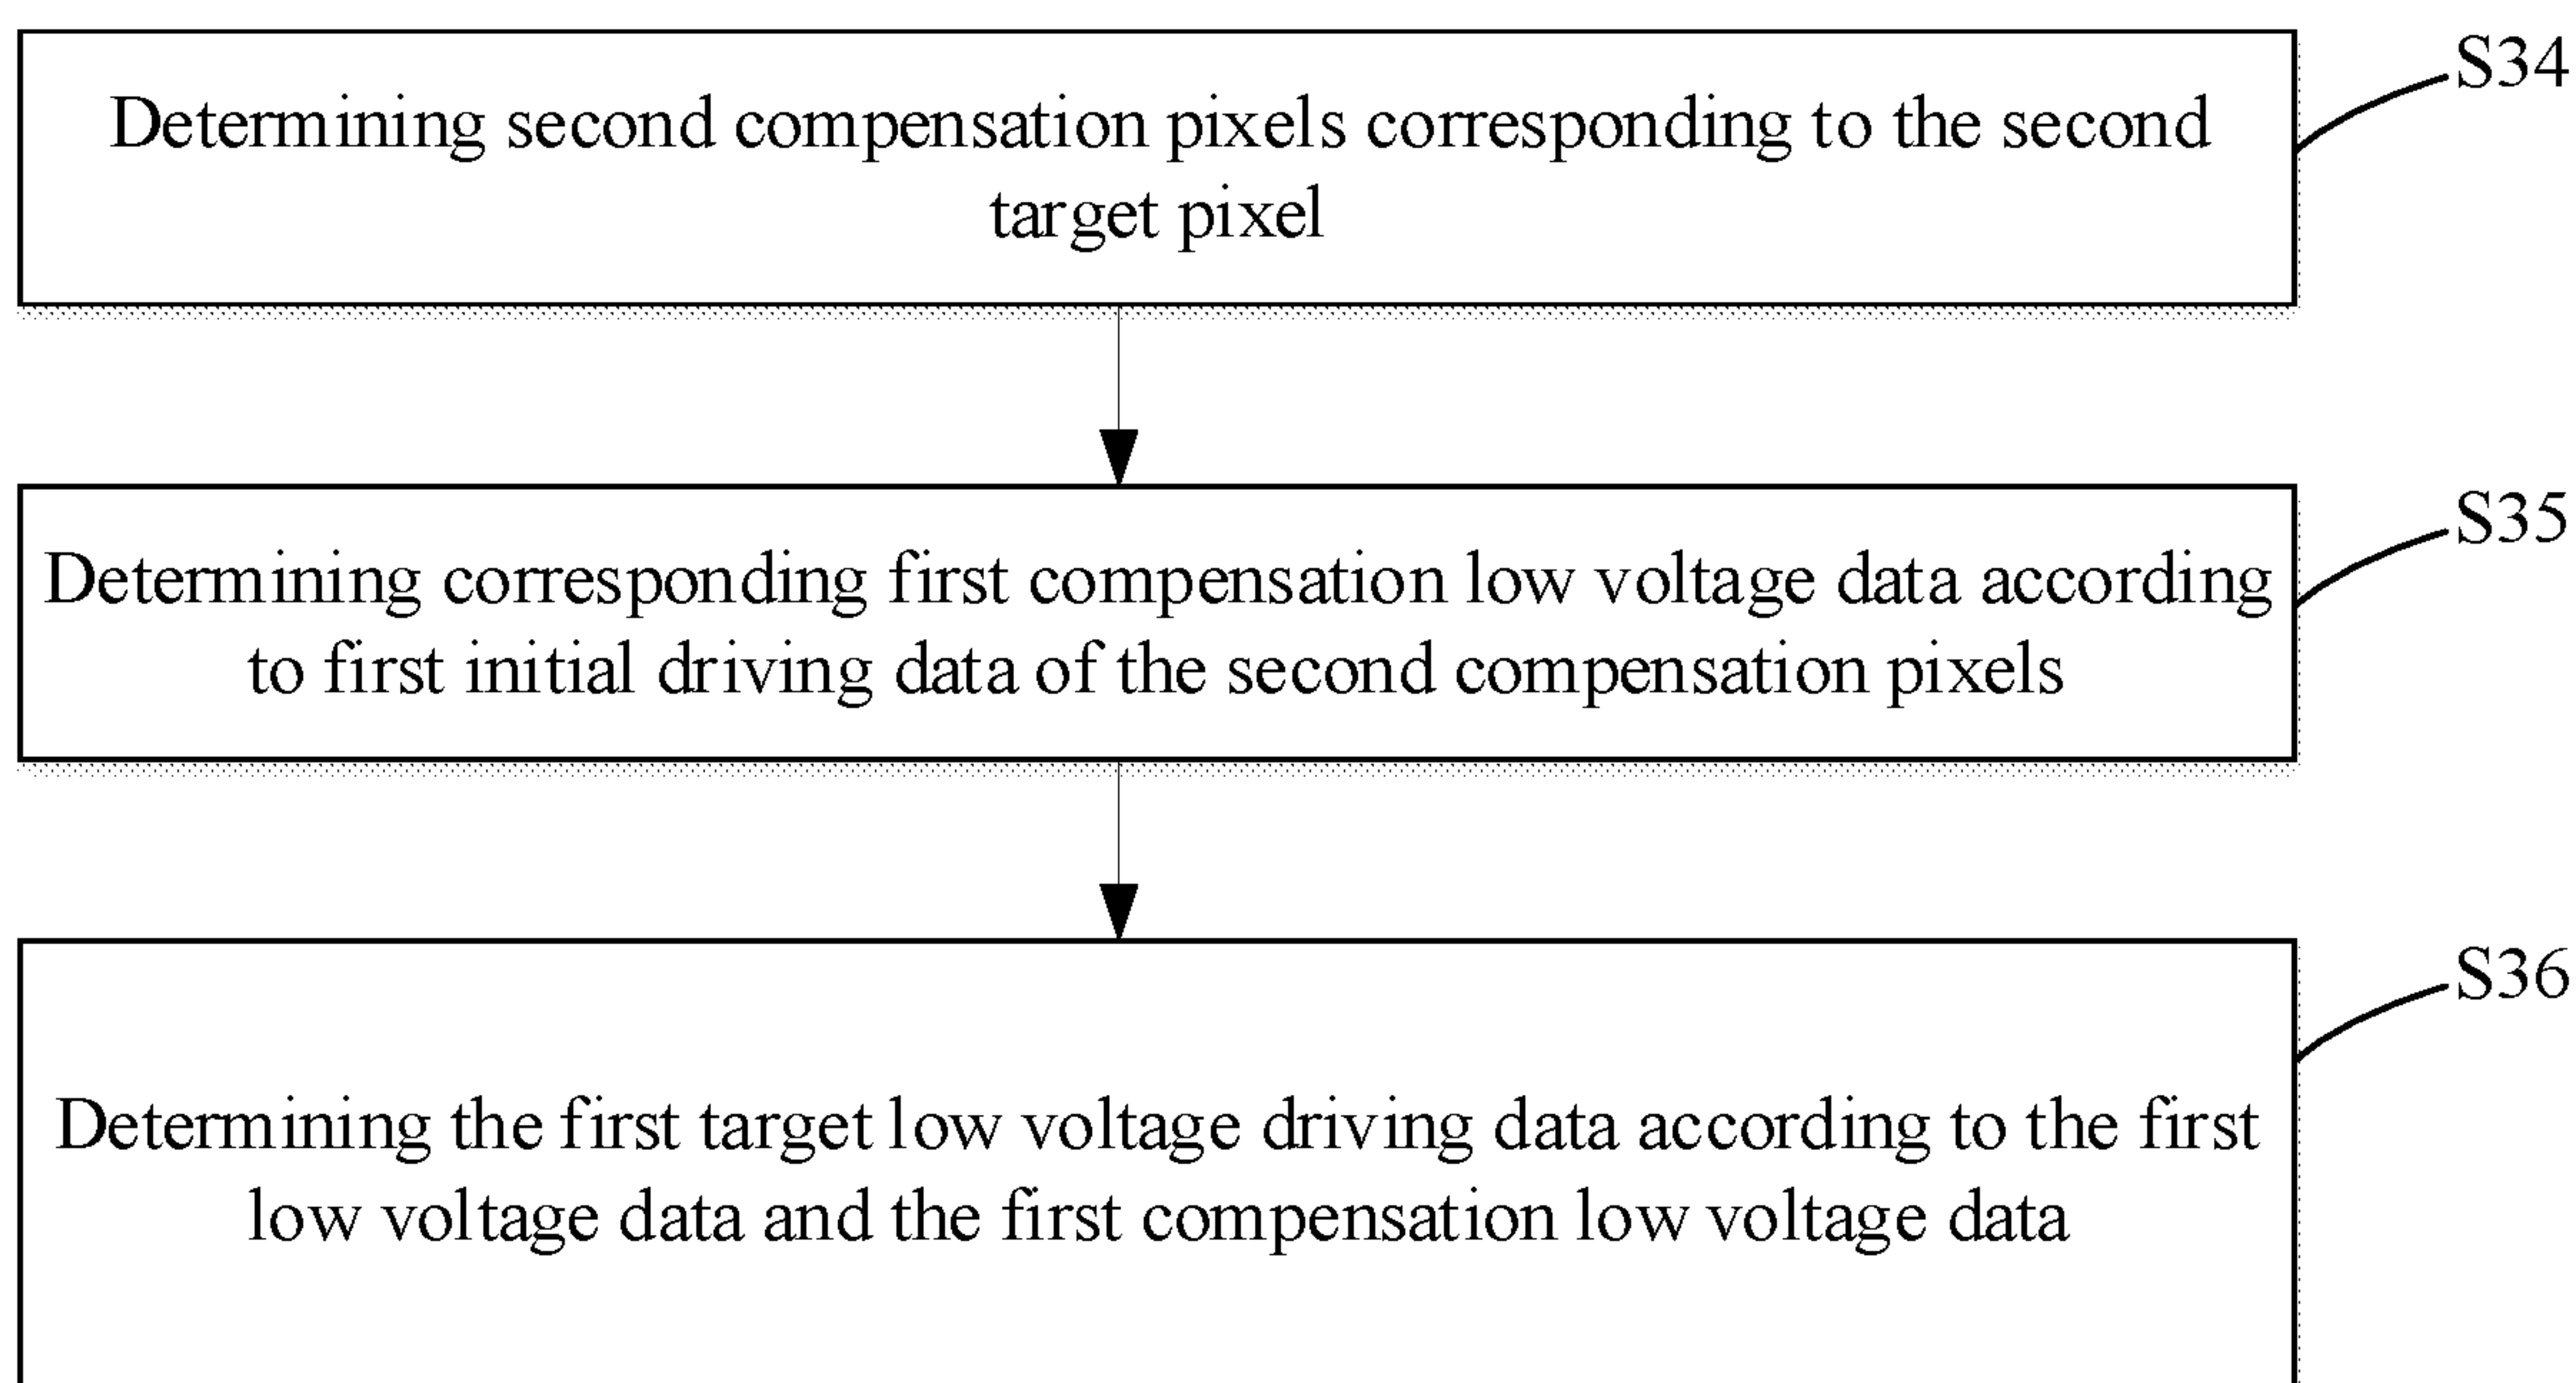 S34
Determining second compensation pixels corresponding to the second
target pixel
S35
Determining corresponding first compensation low voltage data according
to first initial driving data of the second compensation pixels
S36
Determining the first target low voltage driving data according to the first
low voltage data and the first compensation low voltage data